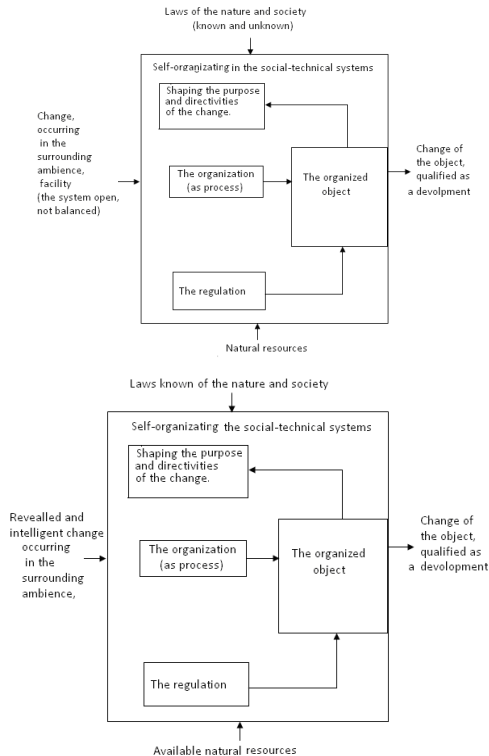 Laws of the nature and society
(known and unknown)
Self-organizating in the social-technical systems
Shaping the purpose
and directivities
of the change.
Change,
occurring
in the
surrounding
ambience,
facility
(the system open,
not balanced)
The organization
(as process)
The organized
object
Change of
the object,
qualified as
a devolpment
The regulation
Natural resources
Laws known of the nature and society
Self-organizating the social-technical systems
Shaping the purpose
and directivities
of the change.
Revealled and
intelligent change
occurring
in the
surrounding
ambience,
The organization
(as process)
The organized
object
Change of
the object,
qualified as
a devolopment
The regulation
Available natural resources